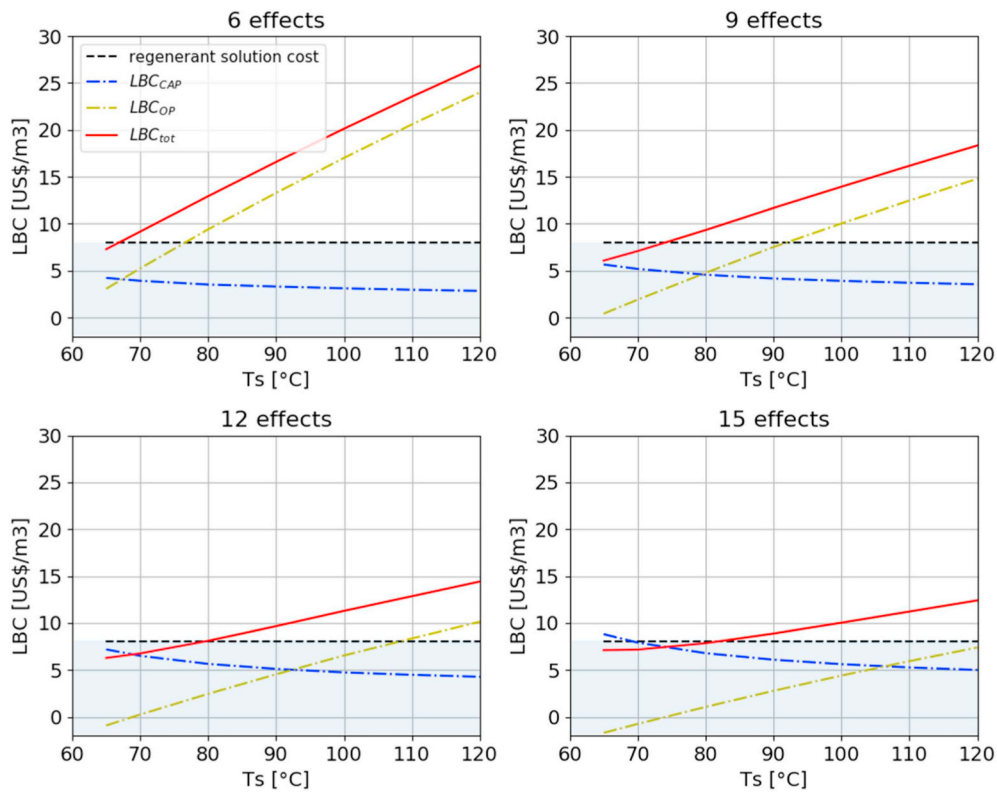 6 effects
30
25
20
15
10
5
0
LBC [US$/m3]
regenerant solution cost
LBC_CAP
LBC_OP
LBC_tot
60 70 80 90 100 110 120
Ts [°C]
9 effects
30
25
20
15
10
5
0
LBC [US$/m3]
60 70 80 90 100 110 120
Ts [°C]
12 effects
30
25
20
15
10
5
0
LBC [US$/m3]
60 70 80 90 100 110 120
Ts [°C]
15 effects
30
25
20
15
10
5
0
LBC [US$/m3]
60 70 80 90 100 110 120
Ts [°C]